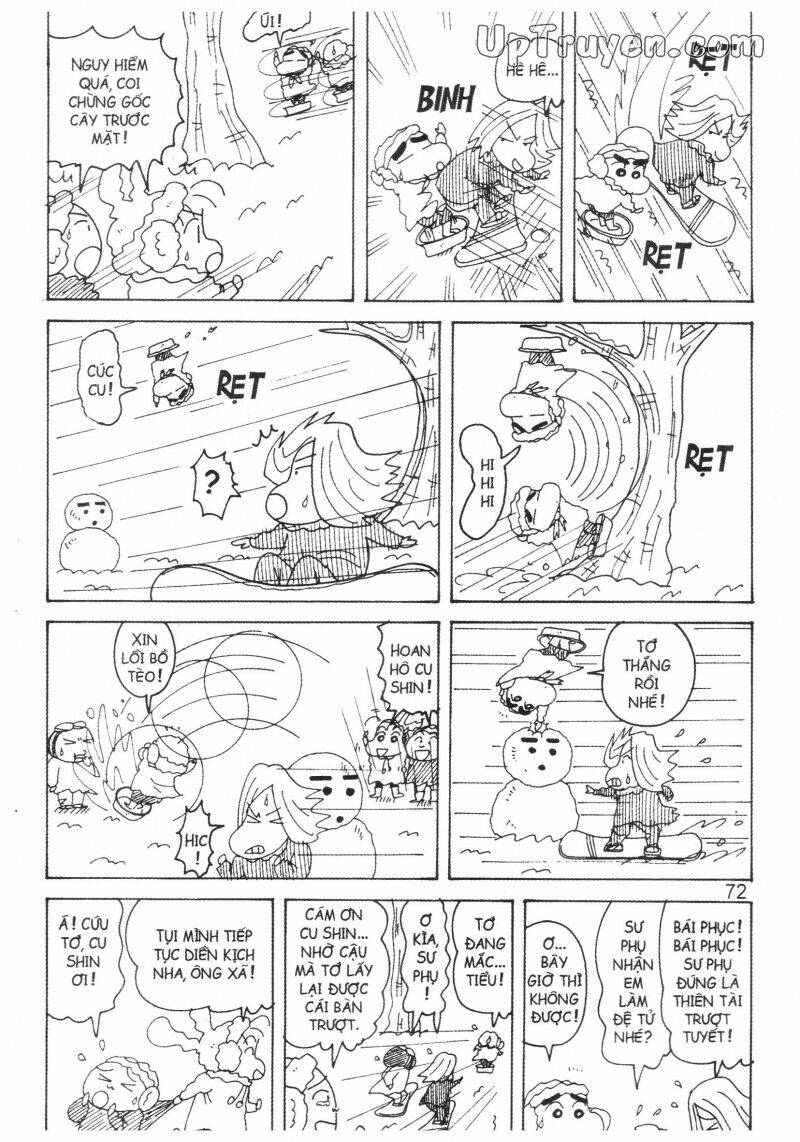 UpTruyen.com
RẸT
RẸT
HÊ HÊ...
BINH
ÚI!
NGUY HIỂM
QUÁ, COI
CHỪNG GỐC
CÂY TRƯỚC
MẶT!
RẸT
HI
HI
HI
RẸT
?
CÚC
CU!
TỚ
THẮNG
RỒI
NHÉ!
HOAN
HÔ CU
SHIN!
XIN
LỖI BỒ
TÈO!
HIC
!
72
BÁI PHỤC!
BÁI PHỤC!
SƯ PHỤ
ĐÚNG LÀ
THIÊN TÀI
TRƯỢT
TUYẾT!
SƯ
PHỤ
NHẬN
EM
LÀM
ĐỆ TỬ
NHÉ?
Ơ...
BÂY
GIỜ THÌ
KHÔNG
ĐƯỢC!
TỚ
ĐANG
MẮC...
TIỂU!
Ơ
KÌA,
SƯ
PHỤ!
CÁM ƠN
CU SHIN...
NHỜ CẬU
MÀ TỚ LẤY
LẠI ĐƯỢC
CÁI BÀN
TRƯỢT.
TỤI MÌNH TIẾP
TỤC DIỄN KỊCH
NHA, ÔNG XÃ!
Á! CỨU
TỚ, CU
SHIN
ƠI!